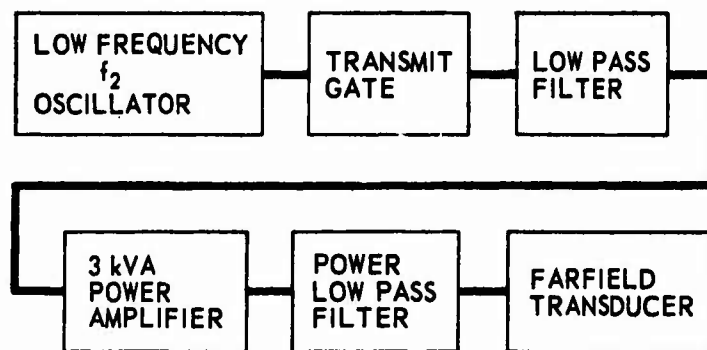 LOW FREQUENCY
f₂
OSCILLATOR
TRANSMIT
GATE
LOW PASS
FILTER
3 kVA
POWER
AMPLIFIER
POWER
LOW PASS
FILTER
FARFIELD
TRANSDUCER